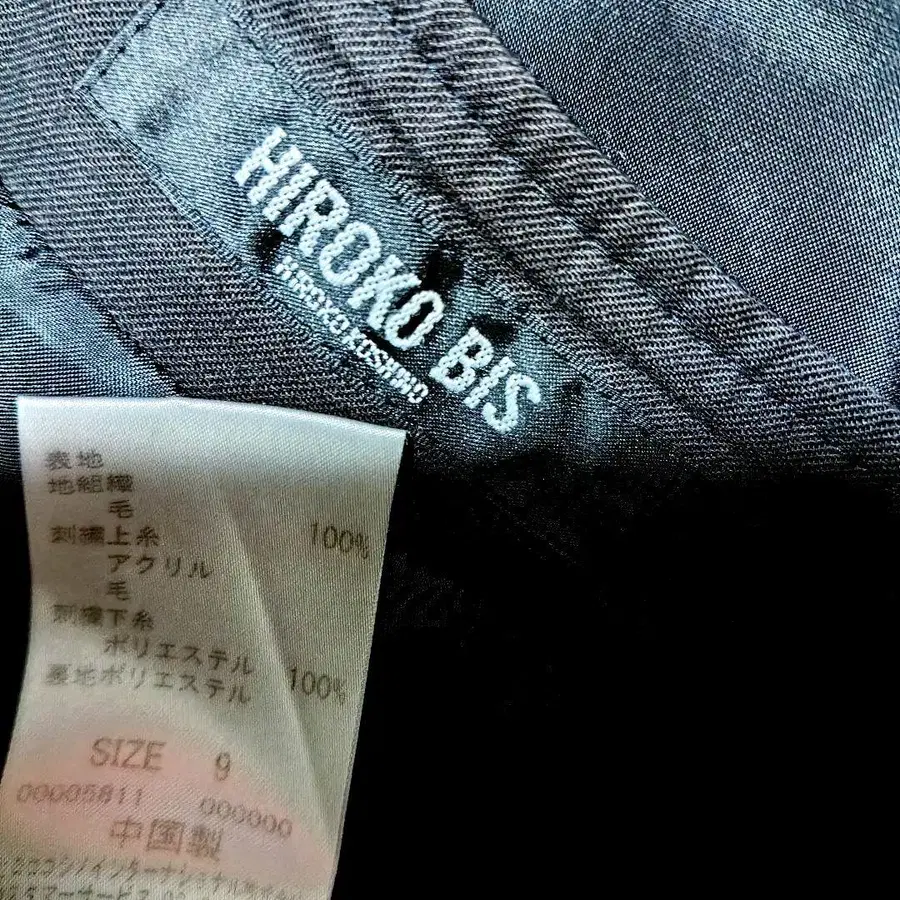 HIROKO BIS
HIROKO KOSHINO
表地
地組織
毛 100%
刺繍上糸
アクリル
毛
刺繍下糸
ポリエステル
裏地ポリエステル 100%
SIZE 9
00005811 000000
中国製